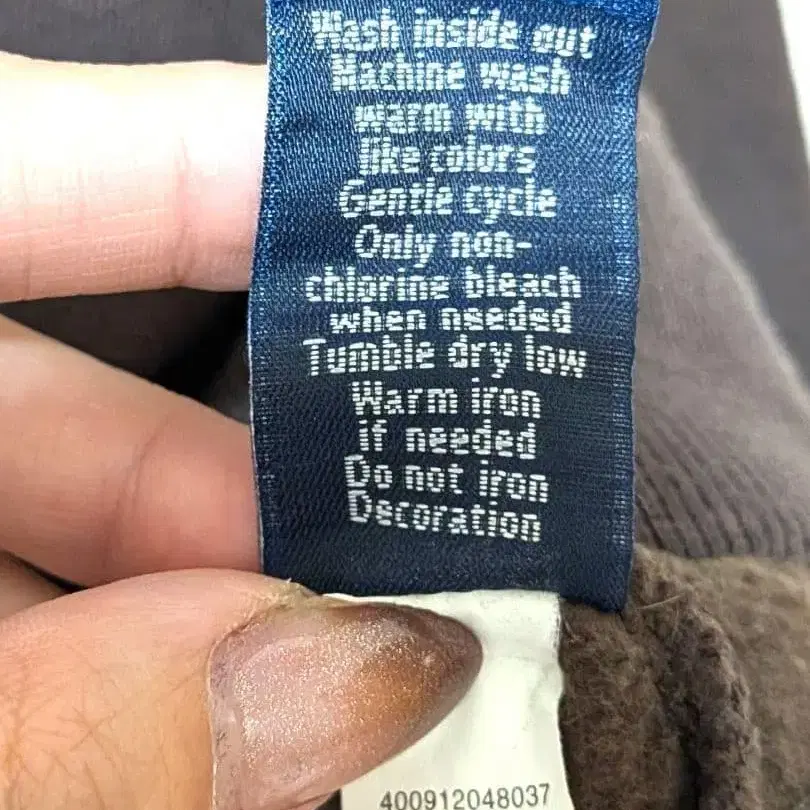 Wash inside out
Machine wash
warm with
like colors
Gentle cycle
Only non-
chlorine bleach
when needed
Tumble dry low
Warm iron
if needed
Do not iron
Decoration
400912048037